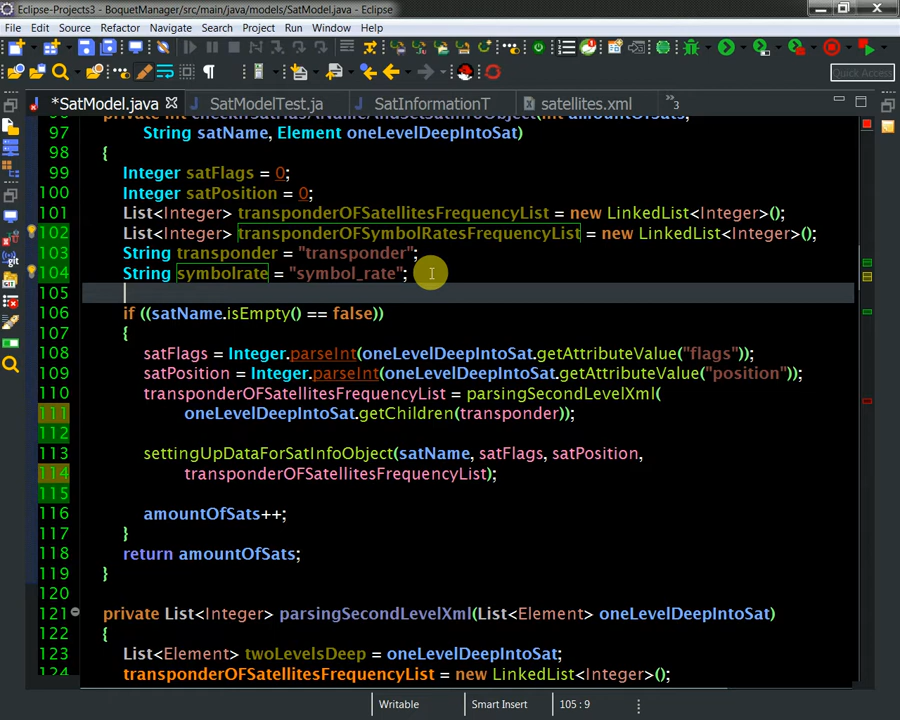 Eclipse-Projects3 - BoquetManager/src/main/java/models/SatModel.java - Eclipse
File Edit Source Refactor Navigate Search Project Run Window Help
Quick Access
*SatModel.java SatModelTest.ja SatInformationT satellites.xml »3
97 String satName, Element oneLevelDeepIntoSat)
98 {
99 Integer satFlags = 0;
100 Integer satPosition = 0;
101 List<Integer> transponderOFSatellitesFrequencyList = new LinkedList<Integer>();
102 List<Integer> transponderOFSymbolRatesFrequencyList = new LinkedList<Integer>();
103 String transponder = "transponder";
104 String symbolrate = "symbol_rate";
105
106 if ((satName.isEmpty() == false))
107 {
108 satFlags = Integer.parseInt(oneLevelDeepIntoSat.getAttributeValue("flags"));
109 satPosition = Integer.parseInt(oneLevelDeepIntoSat.getAttributeValue("position"));
110 transponderOFSatellitesFrequencyList = parsingSecondLevelXml(
111 oneLevelDeepIntoSat.getChildren(transponder));
112
113 settingUpDataForSatInfoObject(satName, satFlags, satPosition,
114 transponderOFSatellitesFrequencyList);
115
116 amountOfSats++;
117 }
118 return amountOfSats;
119 }
120
121 private List<Integer> parsingSecondLevelXml(List<Element> oneLevelDeepIntoSat)
122 {
123 List<Element> twoLevelsDeep = oneLevelDeepIntoSat;
124 transponderOFSatellitesFrequencyList = new LinkedList<Integer>();
Writable Smart Insert 105 : 9